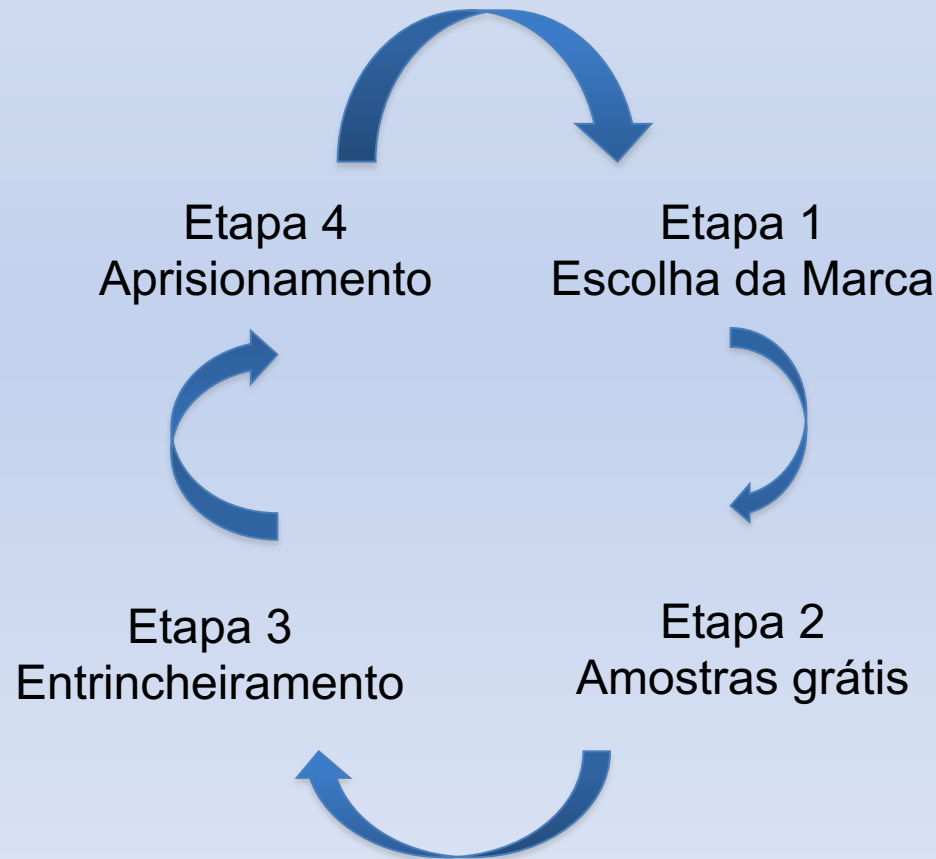 Etapa 4
Aprisionamento
Etapa 1
Escolha da Marca
Etapa 3
Entrincheiramento
Etapa 2
Amostras grátis